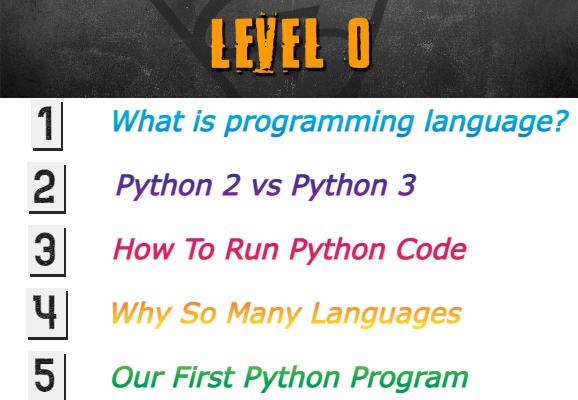 LEVEL 0
1 What is programming language?
2 Python 2 vs Python 3
3 How To Run Python Code
4 Why So Many Languages
5 Our First Python Program